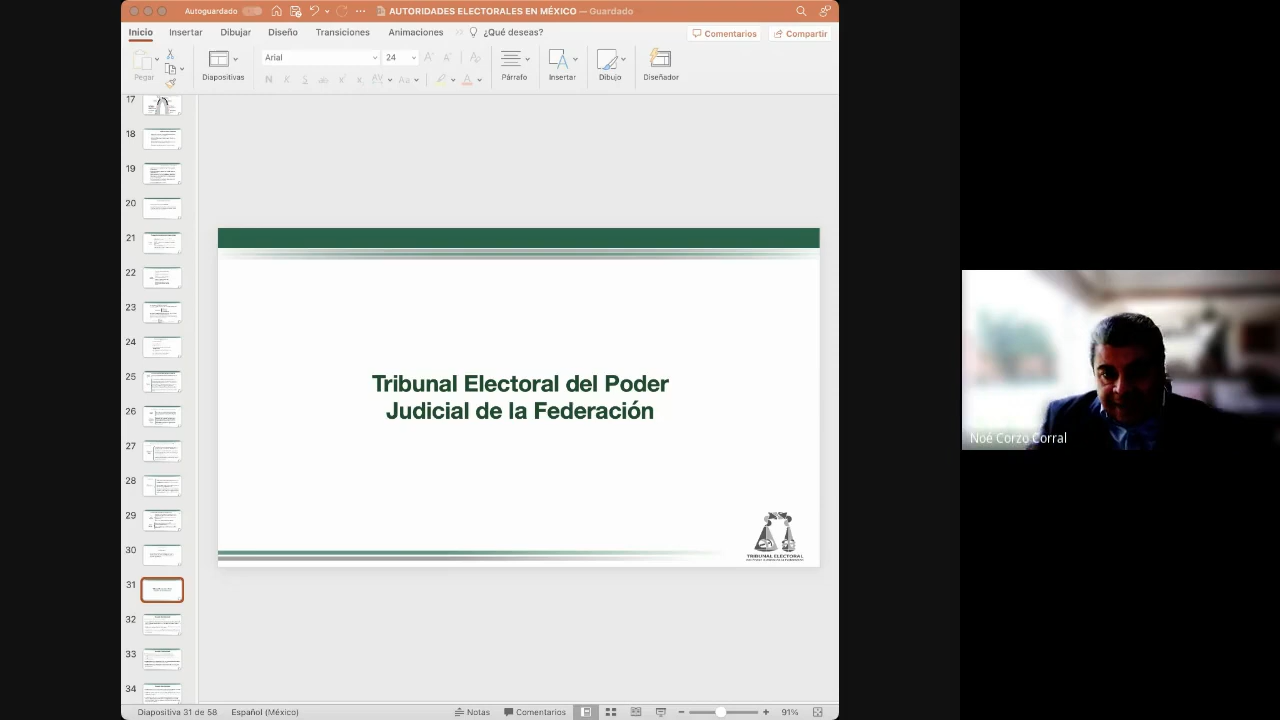 Autoguardado
AUTORIDADES ELECTORALES EN MÉXICO — Guardado
Inicio
Insertar
Dibujar
Diseño
Transiciones
Animaciones
¿Qué deseas?
Comentarios
Compartir
Pegar
Diapositivas
Arial
24
Párrafo
Insertar
Dibujo
Diseñador
17
18
19
20
21
22
23
24
25
26
27
28
29
30
31
32
33
34
Tribunal Electoral del Poder
Judicial de la Federación
TRIBUNAL ELECTORAL
Noé Corzo Corral
Diapositiva 31 de 58
Español (México)
Notas
Comentarios
91%